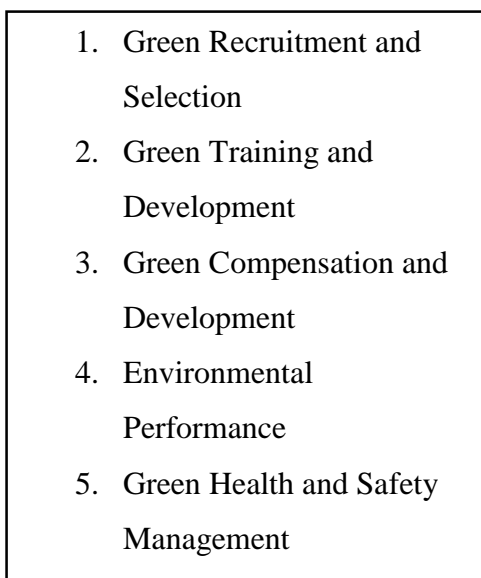 1. Green Recruitment and
Selection
2. Green Training and
Development
3. Green Compensation and
Development
4. Environmental
Performance
5. Green Health and Safety
Management